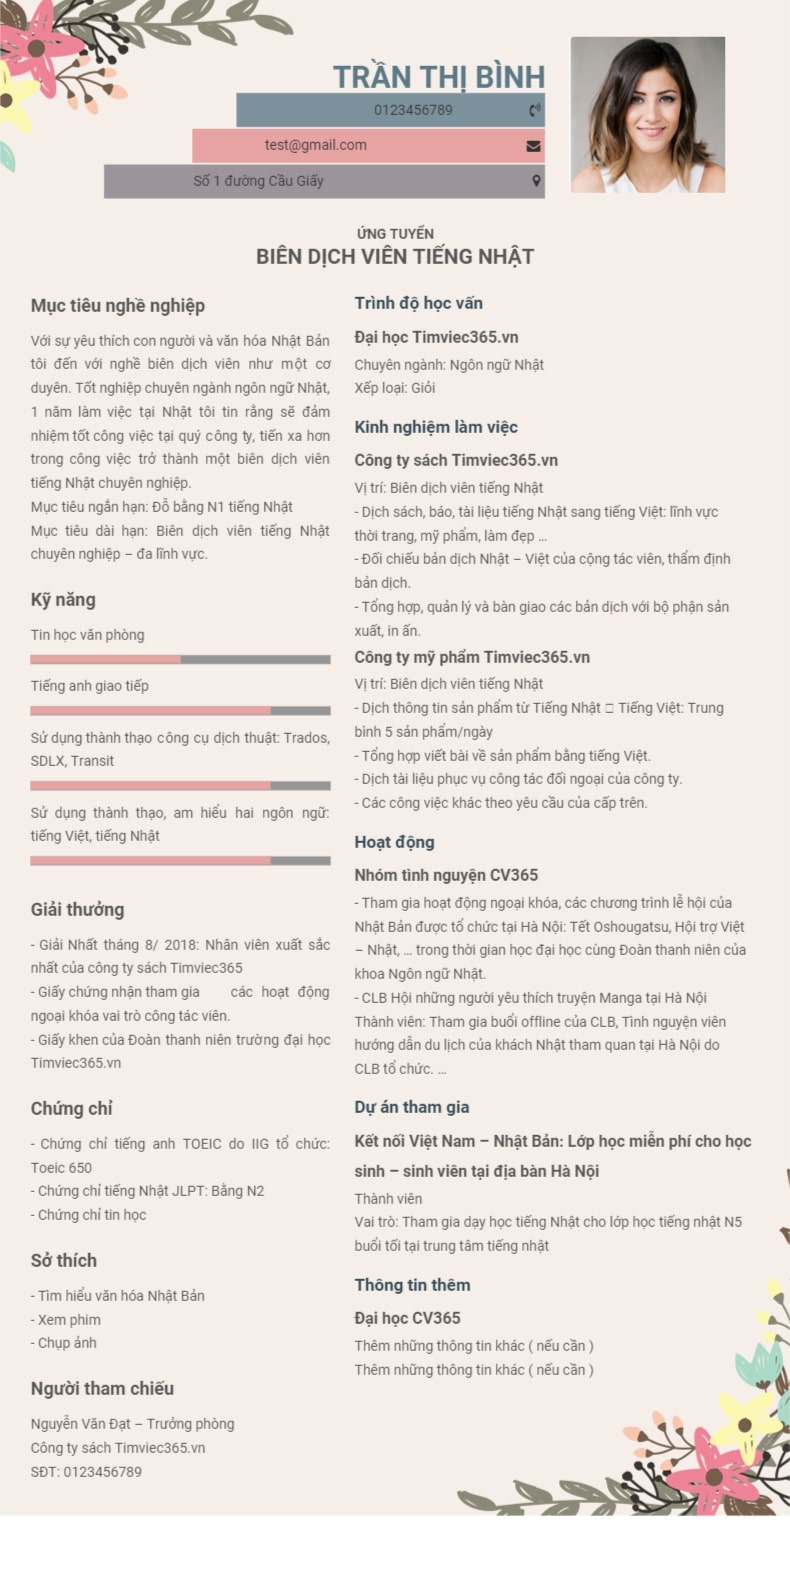 TRẦN THỊ BÌNH
0123456789
test@gmail.com
Số 1 đường Cầu Giấy
ỨNG TUYỂN
BIÊN DỊCH VIÊN TIẾNG NHẬT
Mục tiêu nghề nghiệp
Với sự yêu thích con người và văn hóa Nhật Bản
tôi đến với nghề biên dịch viên như một cơ
duyên. Tốt nghiệp chuyên ngành ngôn ngữ Nhật,
1 năm làm việc tại Nhật tôi tin rằng sẽ đảm
nhiệm tốt công việc tại quý công ty, tiến xa hơn
trong công việc trở thành một biên dịch viên
tiếng Nhật chuyên nghiệp.
Mục tiêu ngắn hạn: Đỗ bằng N1 tiếng Nhật
Mục tiêu dài hạn: Biên dịch viên tiếng Nhật
chuyên nghiệp – đa lĩnh vực.
Kỹ năng
Tin học văn phòng
Tiếng anh giao tiếp
Sử dụng thành thạo công cụ dịch thuật: Trados,
SDLX, Transit
Sử dụng thành thạo, am hiểu hai ngôn ngữ:
tiếng Việt, tiếng Nhật
Giải thưởng
- Giải Nhất tháng 8/ 2018: Nhân viên xuất sắc
nhất của công ty sách Timviec365
- Giấy chứng nhận tham gia các hoạt động
ngoại khóa vai trò công tác viên.
- Giấy khen của Đoàn thanh niên trường đại học
Timviec365.vn
Chứng chỉ
- Chứng chỉ tiếng anh TOEIC do IIG tổ chức:
Toeic 650
- Chứng chỉ tiếng Nhật JLPT: Bằng N2
- Chứng chỉ tin học
Sở thích
- Tìm hiểu văn hóa Nhật Bản
- Xem phim
- Chụp ảnh
Người tham chiếu
Nguyễn Văn Đạt – Trưởng phòng
Công ty sách Timviec365.vn
SĐT: 0123456789
Trình độ học vấn
Đại học Timviec365.vn
Chuyên ngành: Ngôn ngữ Nhật
Xếp loại: Giỏi
Kinh nghiệm làm việc
Công ty sách Timviec365.vn
Vị trí: Biên dịch viên tiếng Nhật
- Dịch sách, báo, tài liệu tiếng Nhật sang tiếng Việt: lĩnh vực
thời trang, mỹ phẩm, làm đẹp ...
- Đối chiếu bản dịch Nhật – Việt của cộng tác viên, thẩm định
bản dịch.
- Tổng hợp, quản lý và bàn giao các bản dịch với bộ phận sản
xuất, in ấn.
Công ty mỹ phẩm Timviec365.vn
Vị trí: Biên dịch viên tiếng Nhật
- Dịch thông tin sản phẩm từ Tiếng Nhật □ Tiếng Việt: Trung
bình 5 sản phẩm/ngày
- Tổng hợp viết bài về sản phẩm bằng tiếng Việt.
- Dịch tài liệu phục vụ công tác đối ngoại của công ty.
- Các công việc khác theo yêu cầu của cấp trên.
Hoạt động
Nhóm tình nguyện CV365
- Tham gia hoạt động ngoại khóa, các chương trình lễ hội của
Nhật Bản được tổ chức tại Hà Nội: Tết Oshougatsu, Hội trợ Việt
– Nhật, ... trong thời gian học đại học cùng Đoàn thanh niên của
khoa Ngôn ngữ Nhật.
- CLB Hội những người yêu thích truyện Manga tại Hà Nội
Thành viên: Tham gia buổi offline của CLB, Tình nguyện viên
hướng dẫn du lịch của khách Nhật tham quan tại Hà Nội do
CLB tổ chức. ...
Dự án tham gia
Kết nối Việt Nam – Nhật Bản: Lớp học miễn phí cho học
sinh – sinh viên tại địa bàn Hà Nội
Thành viên
Vai trò: Tham gia dạy học tiếng Nhật cho lớp học tiếng nhật N5
buổi tối tại trung tâm tiếng nhật
Thông tin thêm
Đại học CV365
Thêm những thông tin khác ( nếu cần )
Thêm những thông tin khác ( nếu cần )